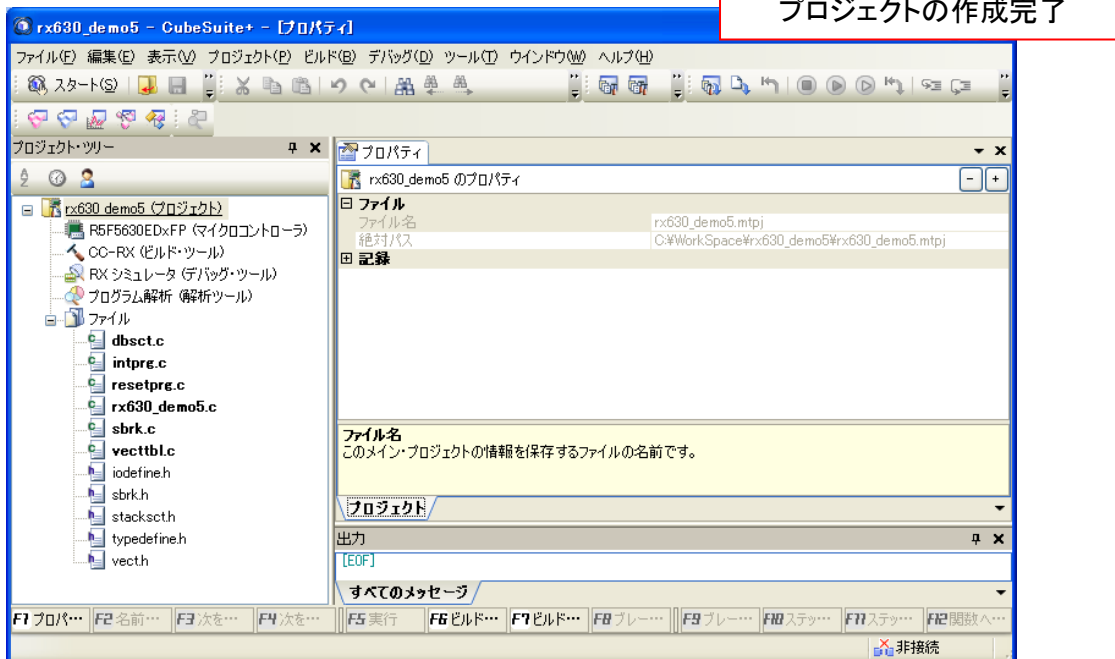 プロジェクトの作成完了
rx630_demo5 - CubeSuite+ - [プロパティ]
ファイル(F) 編集(E) 表示(V) プロジェクト(P) ビルド(B) デバッグ(D) ツール(T) ウインドウ(W) ヘルプ(H)
スタート(S)
プロジェクト・ツリー
プロパティ
rx630_demo5 のプロパティ
rx630_demo5 (プロジェクト)
R5F5630EDxFP (マイクロコントローラ)
CC-RX (ビルド・ツール)
RX シミュレータ (デバッグ・ツール)
プログラム解析 (解析ツール)
ファイル
dbsct.c
intprg.c
resetprg.c
rx630_demo5.c
sbrk.c
vecttbl.c
iodefine.h
sbrk.h
stacksct.h
typedefine.h
vect.h
ファイル
ファイル名 rx630_demo5.mtpj
絶対パス C:¥WorkSpace¥rx630_demo5¥rx630_demo5.mtpj
記録
ファイル名
このメイン・プロジェクトの情報を保存するファイルの名前です。
プロジェクト
出力
[EOF]
すべてのメッセージ
F1 プロパ… F2 名前… F3 次を… F4 次を… F5 実行 F6 ビルド… F7 ビルド… F8 ブレー… F9 ブレー… F10 ステッ… F11 ステッ… F12 関数へ…
非接続